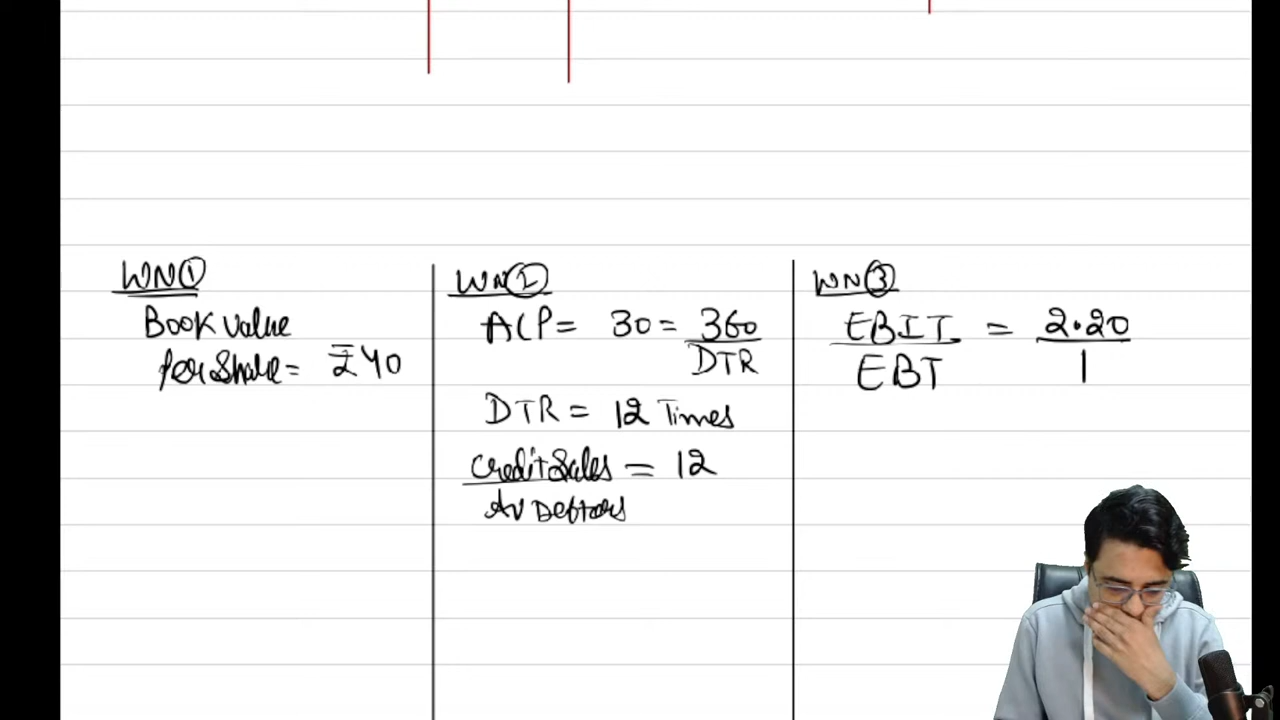 WN①
Book Value
Per Share = ₹40
WN②
ACP = 30 = 360
DTR
DTR = 12 Times
Credit Sales = 12
Av Debtors
WN③
EBIT = 2.20
EBT 1